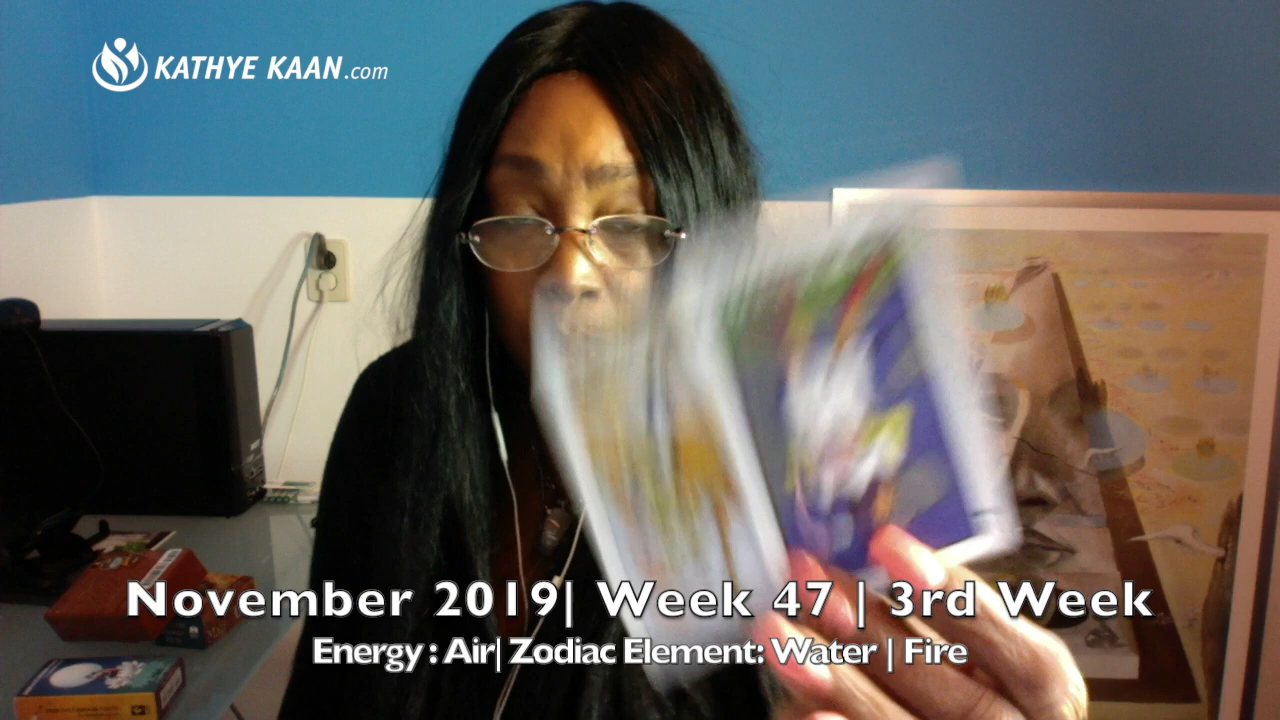 KATHYE KAAN.com
November 2019| Week 47 | 3rd Week
Energy : Air| Zodiac Element: Water | Fire